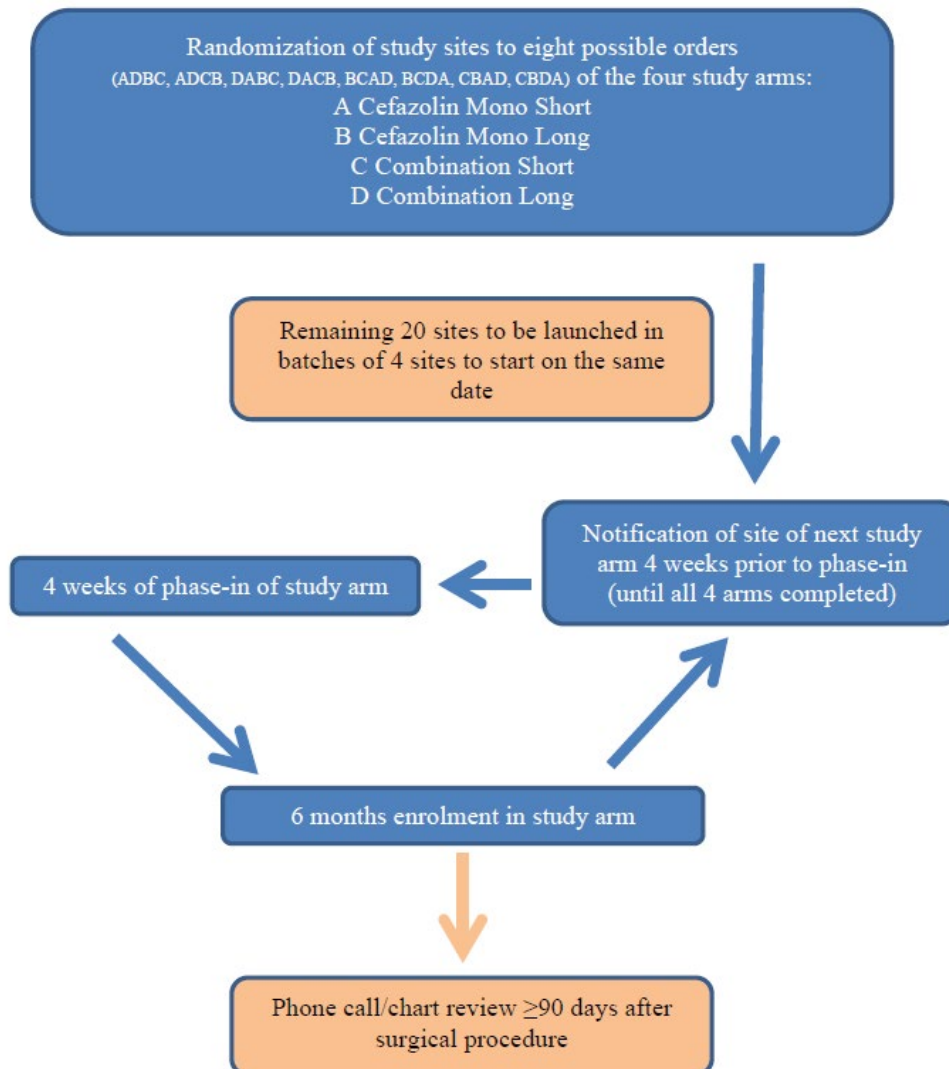 Randomization of study sites to eight possible orders
(ADBC, ADCB, DABC, DACB, BCAD, BCDA, CBAD, CBDA) of the four study arms:
A Cefazolin Mono Short
B Cefazolin Mono Long
C Combination Short
D Combination Long
Remaining 20 sites to be launched in
batches of 4 sites to start on the same
date
Notification of site of next study
arm 4 weeks prior to phase-in
(until all 4 arms completed)
4 weeks of phase-in of study arm
6 months enrolment in study arm
Phone call/chart review ≥90 days after
surgical procedure